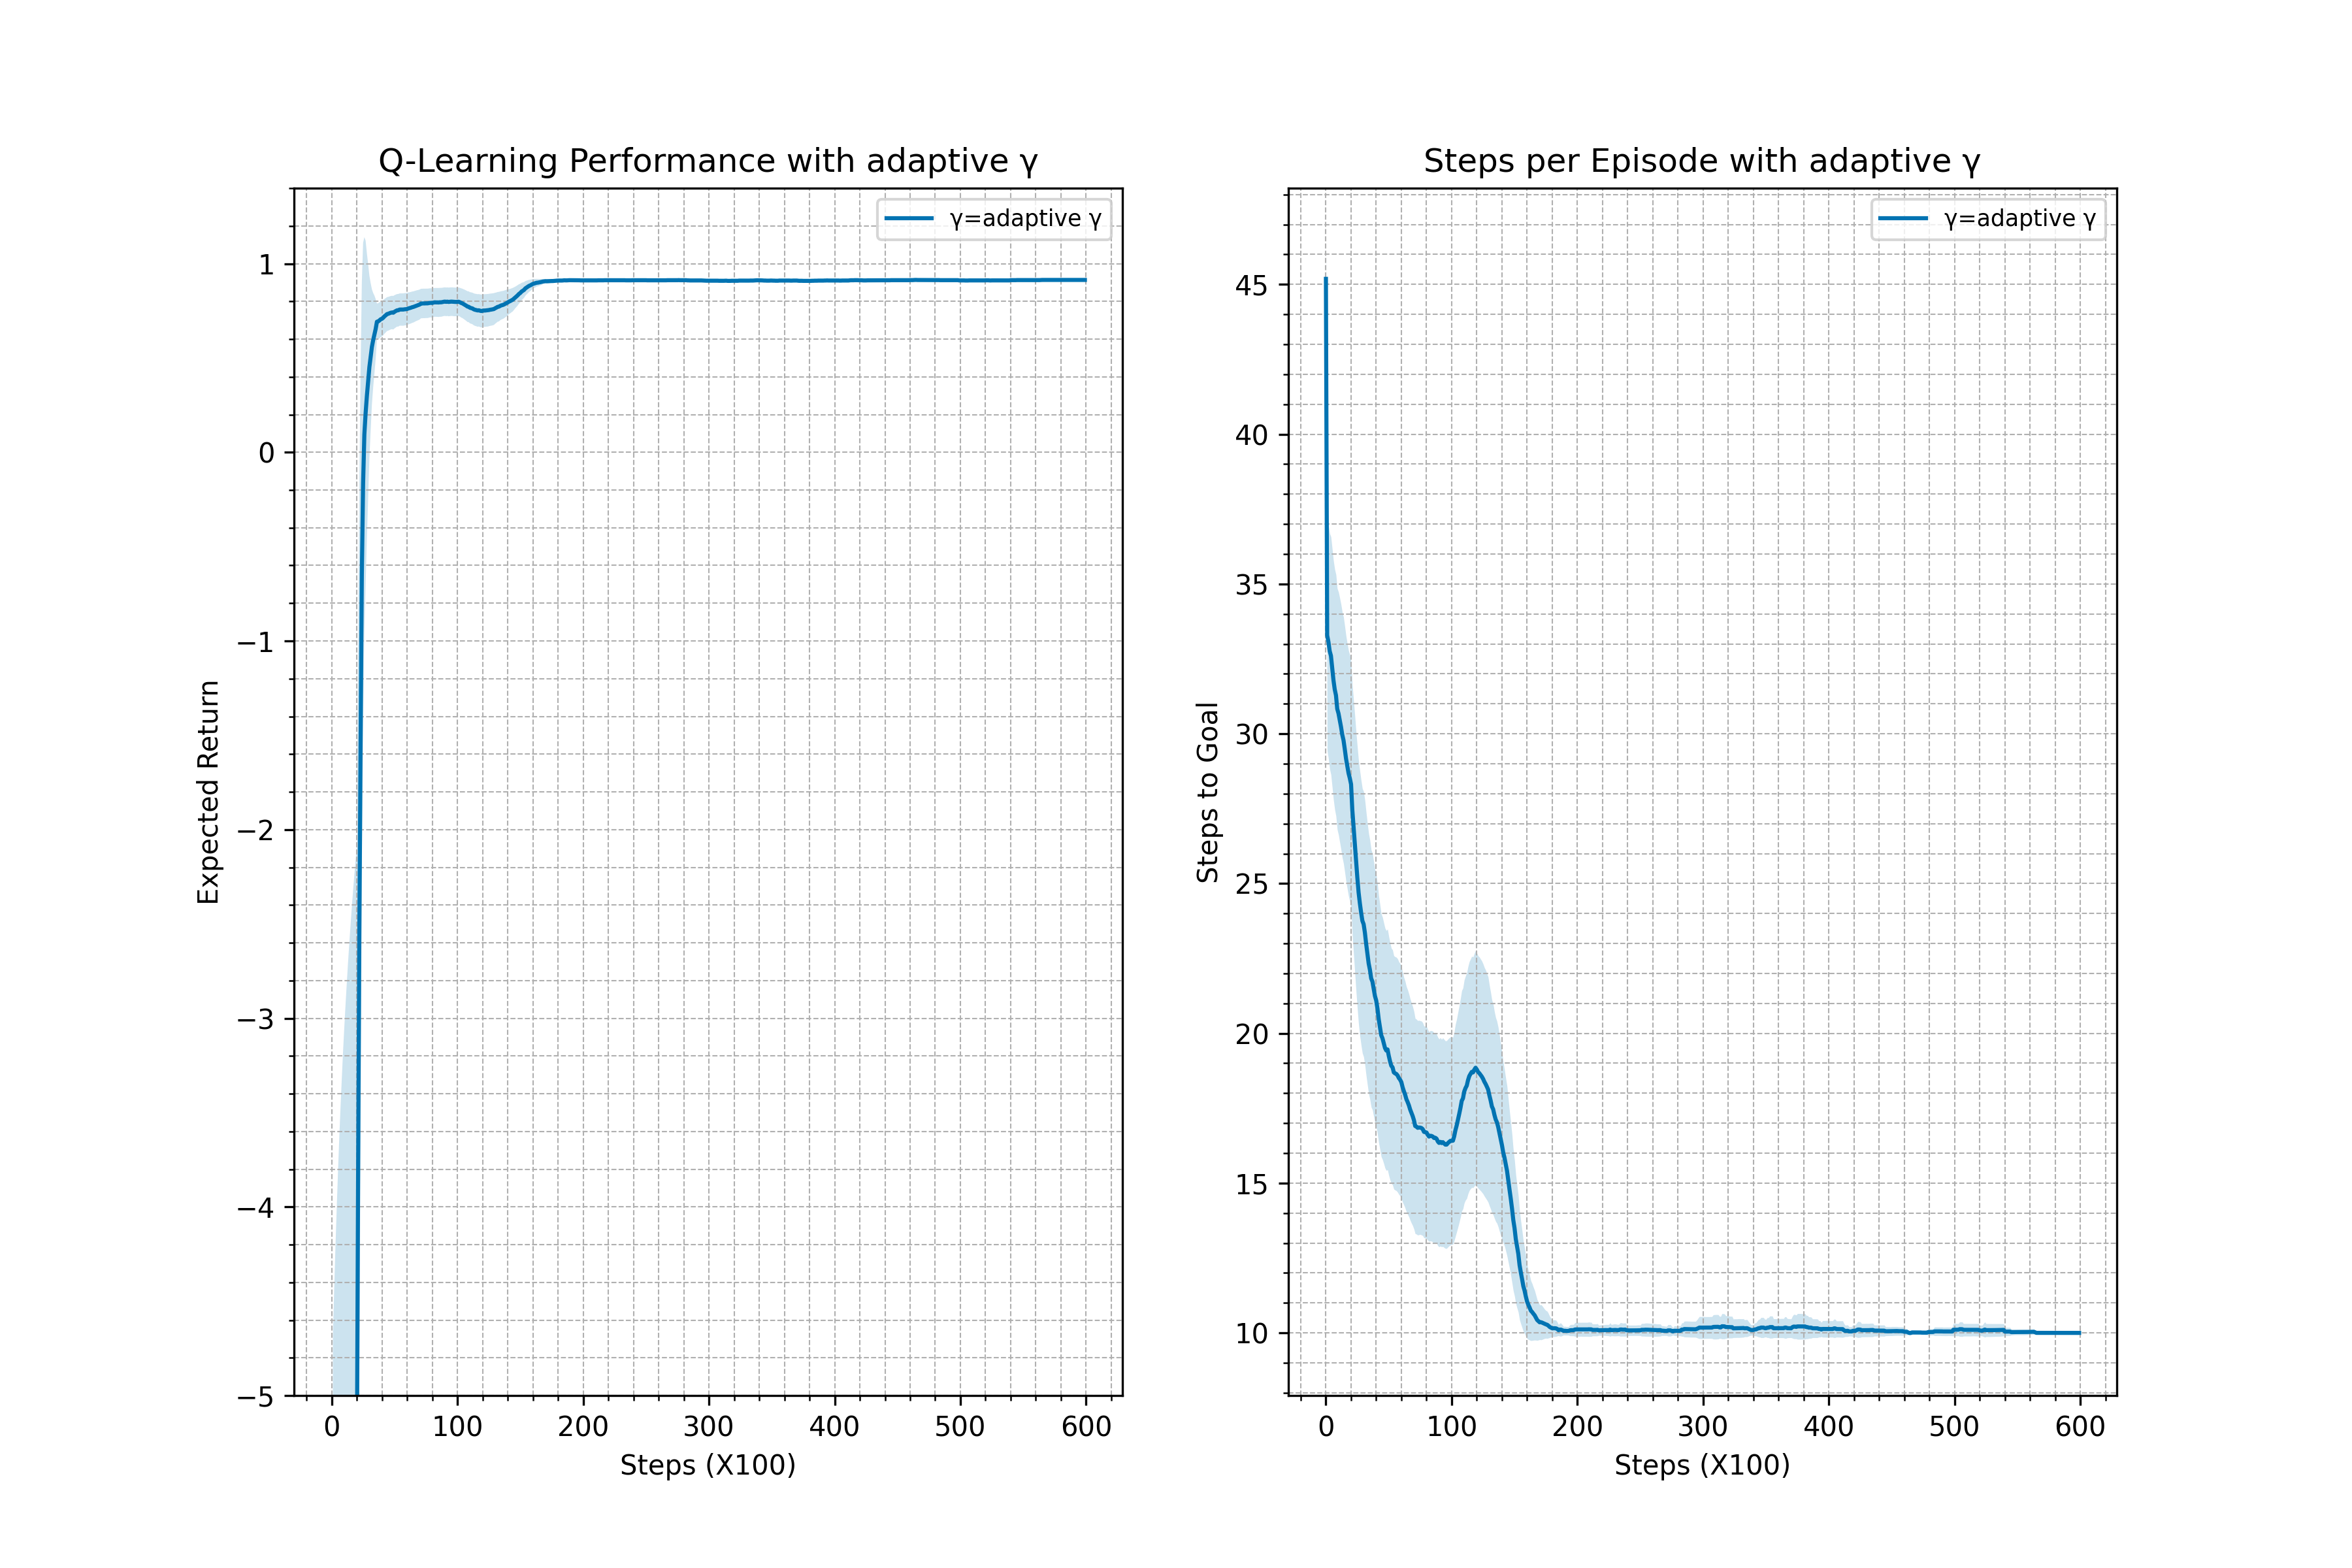 Q-Learning Performance with adaptive γ
γ=adaptive γ
Expected Return
1
0
−1
−2
−3
−4
−5
0 100 200 300 400 500 600
Steps (X100)
Steps per Episode with adaptive γ
γ=adaptive γ
Steps to Goal
45
40
35
30
25
20
15
10
0 100 200 300 400 500 600
Steps (X100)